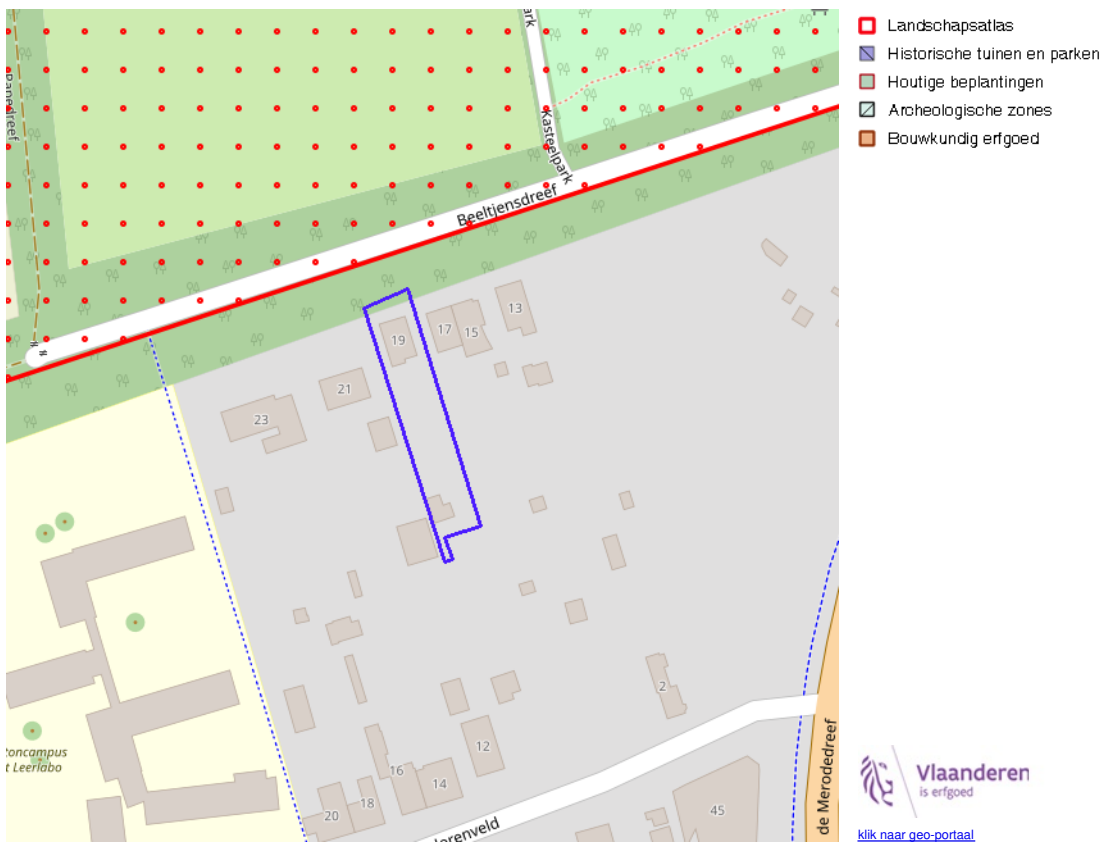 Papedreef
Kasteelpark
Beeltjensdreef
13
17
15
19
21
23
2
12
16
14
18
20
45
de Merodedreef
Landschapsatlas
Historische tuinen en parken
Houtige beplantingen
Archeologische zones
Bouwkundig erfgoed
Vlaanderen
is erfgoed
klik naar geo-portaal